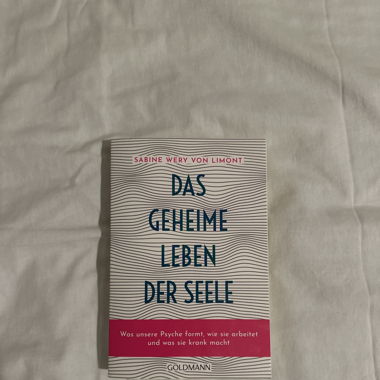 SABINE WERY VON LIMONT
DAS
GEHEIME
LEBEN
DER SEELE
Was unsere Psyche formt, wie sie arbeitet
und was sie krank macht
GOLDMANN